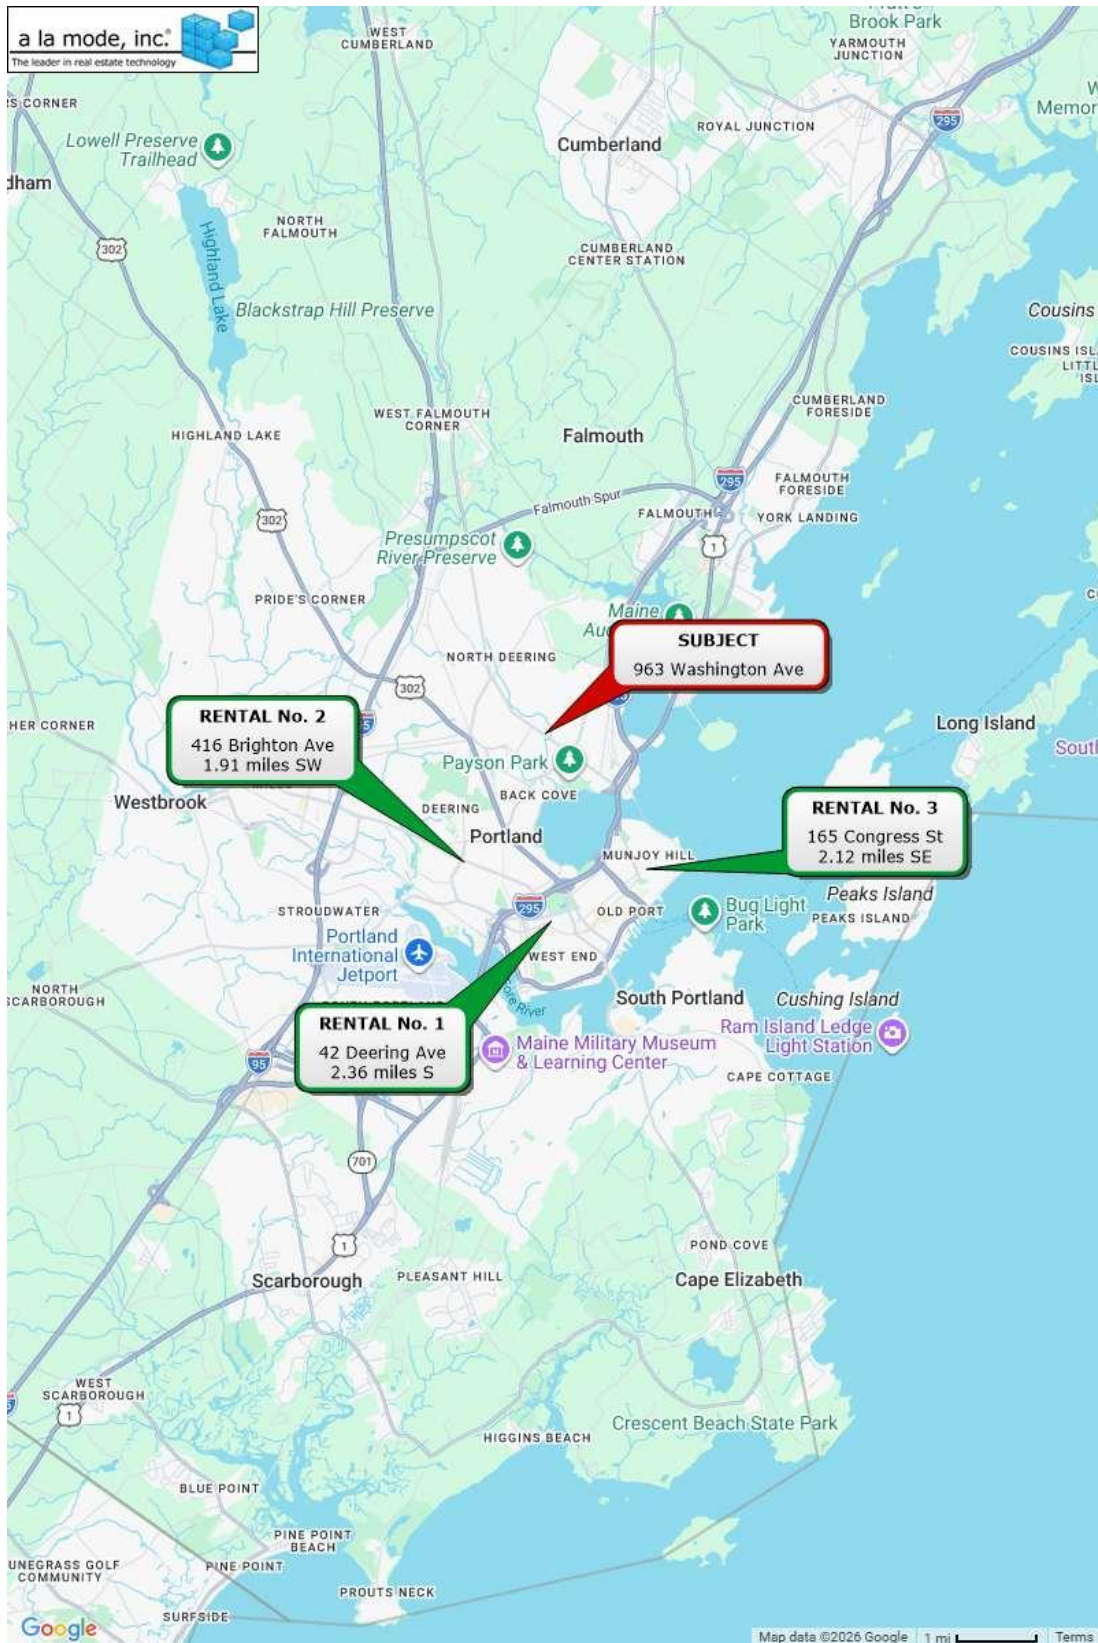 a la mode, inc.®
The leader in real estate technology
WEST
CUMBERLAND
Brook Park
YARMOUTH
JUNCTION
295
ROYAL JUNCTION
Cumberland
Lowell Preserve
Trailhead
302
NORTH
FALMOUTH
CUMBERLAND
CENTER STATION
Highland Lake
Blackstrap Hill Preserve
Cousins
COUSINS ISL
CUMBERLAND
FORESIDE
WEST FALMOUTH
CORNER
HIGHLAND LAKE
Falmouth
295
FALMOUTH
FORESIDE
Falmouth Spur
FALMOUTH
YORK LANDING
302
1
Presumpscot
River Preserve
PRIDE'S CORNER
Maine
SUBJECT
963 Washington Ave
NORTH DEERING
302
RENTAL No. 2
416 Brighton Ave
1.91 miles SW
HER CORNER
Long Island
South
Payson Park
BACK COVE
Westbrook
DEERING
Portland
RENTAL No. 3
165 Congress St
2.12 miles SE
MUNJOY HILL
Peaks Island
PEAKS ISLAND
STROUDWATER
295
OLD PORT
Bug Light
Park
Portland
International
Jetport
WEST END
NORTH
SCARBOROUGH
South Portland
Cushing Island
Fore River
RENTAL No. 1
42 Deering Ave
2.36 miles S
Maine Military Museum
& Learning Center
Ram Island Ledge
Light Station
95
CAPE COTTAGE
701
1
POND COVE
Scarborough
PLEASANT HILL
Cape Elizabeth
WEST
SCARBOROUGH
1
Crescent Beach State Park
HIGGINS BEACH
BLUE POINT
PINE POINT
BEACH
UNEGRASS GOLF
COMMUNITY
PINE POINT
PROUTS NECK
SURFSIDE
Google
Map data ©2026 Google
1 mi
Terms